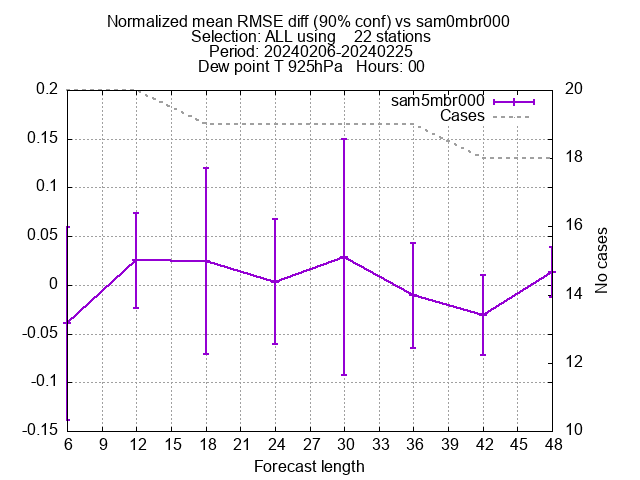 Normalized mean RMSE diff (90% conf) vs sam0mbr000
Selection: ALL using    22 stations
Period: 20240206-20240225
Dew point T 925hPa   Hours: 00
sam5mbr000
Cases
0.2
0.15
0.1
0.05
0
-0.05
-0.1
-0.15
20
18
16
14
12
10
No cases
6 9 12 15 18 21 24 27 30 33 36 39 42 45 48
Forecast length